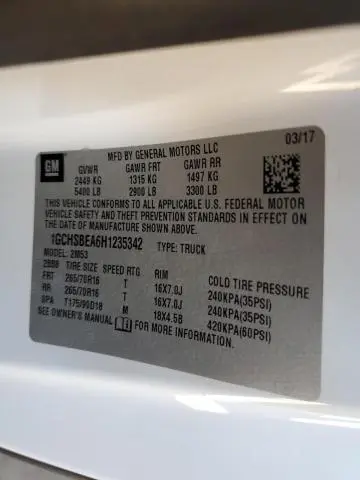 GM
MFD BY GENERAL MOTORS LLC 03/17
GVWR GAWR FRT GAWR RR
2449 KG 1315 KG 1497 KG
5400 LB 2900 LB 3300 LB
THIS VEHICLE CONFORMS TO ALL APPLICABLE U.S. FEDERAL MOTOR
VEHICLE SAFETY AND THEFT PREVENTION STANDARDS IN EFFECT ON
THE DATE OF MANUFACTURE SHOWN ABOVE.
1GCHSBEA6H1235342 TYPE: TRUCK
MODEL: 2M53
2BBB TIRE SIZE SPEED RTG RIM COLD TIRE PRESSURE
FRT 265/70R16 T 16X7.0J 240KPA(35PSI)
RR 265/70R16 T 16X7.0J 240KPA(35PSI)
SPA T175/90D18 M 18X4.5B 420KPA(60PSI)
SEE OWNER'S MANUAL FOR MORE INFORMATION.